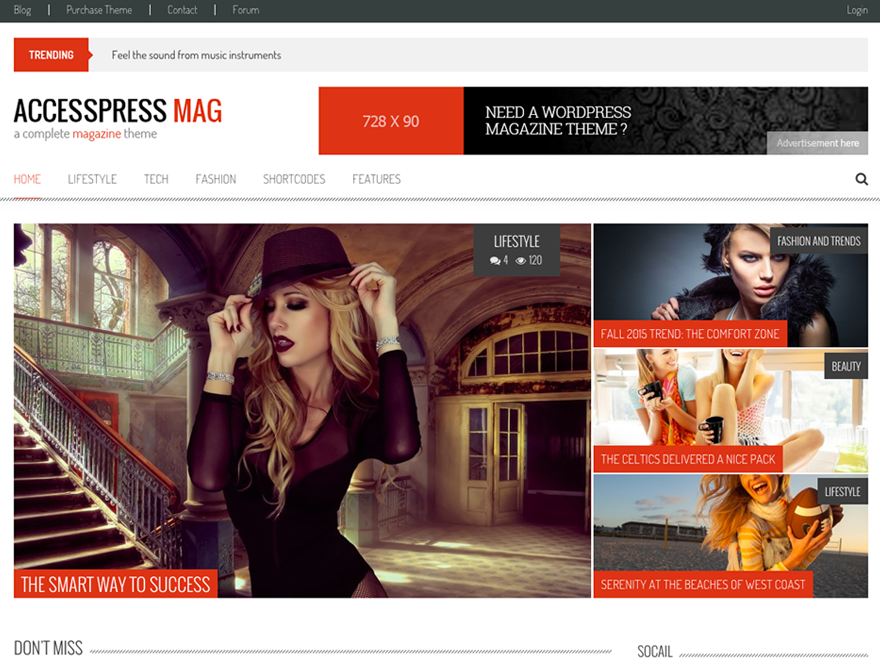 Blog | Purchase Theme | Contact | Forum Login
TRENDING Feel the sound from music instruments
ACCESSPRESS MAG
a complete magazine theme
728 X 90
NEED A WORDPRESS
MAGAZINE THEME ?
Advertisement here
HOME LIFESTYLE TECH FASHION SHORTCODES FEATURES
LIFESTYLE
4 120
THE SMART WAY TO SUCCESS
FASHION AND TRENDS
FALL 2015 TREND: THE COMFORT ZONE
BEAUTY
THE CELTICS DELIVERED A NICE PACK
LIFESTYLE
SERENITY AT THE BEACHES OF WEST COAST
DON'T MISS
SOCAIL